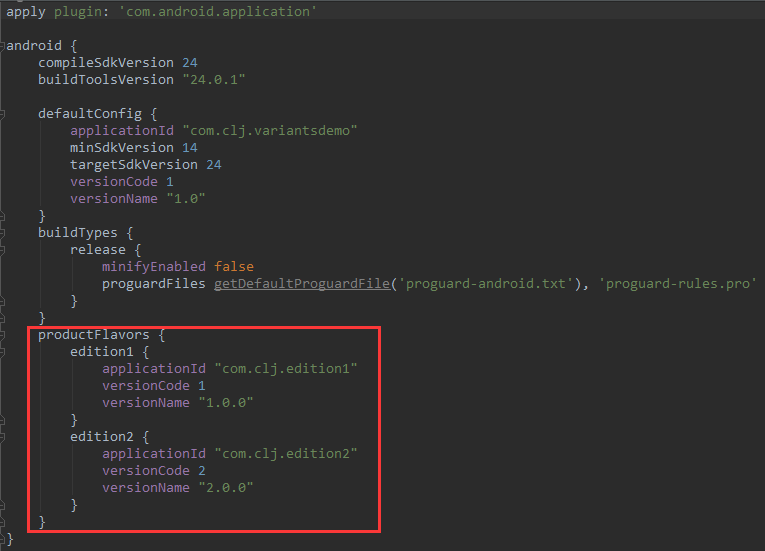 apply plugin: 'com.android.application'
android {
compileSdkVersion 24
buildToolsVersion "24.0.1"
defaultConfig {
applicationId "com.clj.variantsdemo"
minSdkVersion 14
targetSdkVersion 24
versionCode 1
versionName "1.0"
}
buildTypes {
release {
minifyEnabled false
proguardFiles getDefaultProguardFile('proguard-android.txt'), 'proguard-rules.pro'
}
}
productFlavors {
edition1 {
applicationId "com.clj.edition1"
versionCode 1
versionName "1.0.0"
}
edition2 {
applicationId "com.clj.edition2"
versionCode 2
versionName "2.0.0"
}
}
}